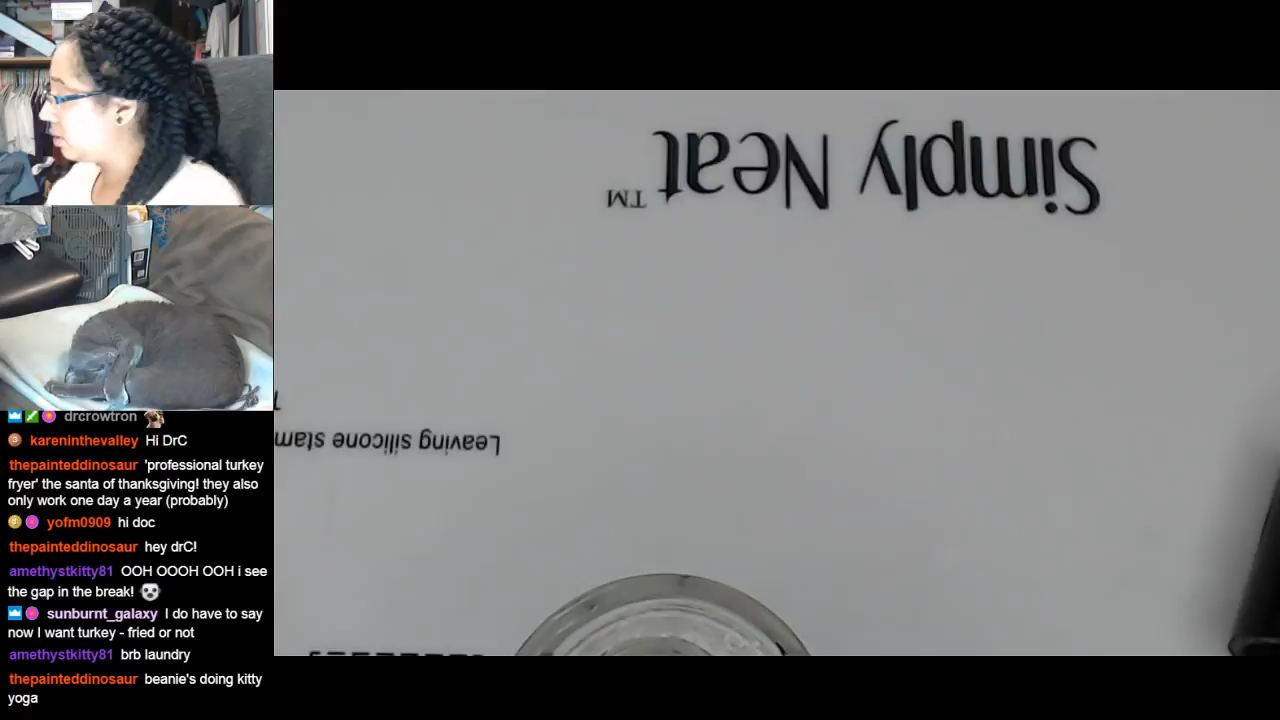 Simply Neat™
Leaving silicone stam
drcrowtron
kareninthevalley Hi DrC
thepainteddinosaur 'professional turkey
fryer' the santa of thanksgiving! they also
only work one day a year (probably)
yofm0909 hi doc
thepainteddinosaur hey drC!
amethystkitty81 OOH OOOH OOH i see
the gap in the break!
sunburnt_galaxy I do have to say
now I want turkey - fried or not
amethystkitty81 brb laundry
thepainteddinosaur beanie's doing kitty
yoga